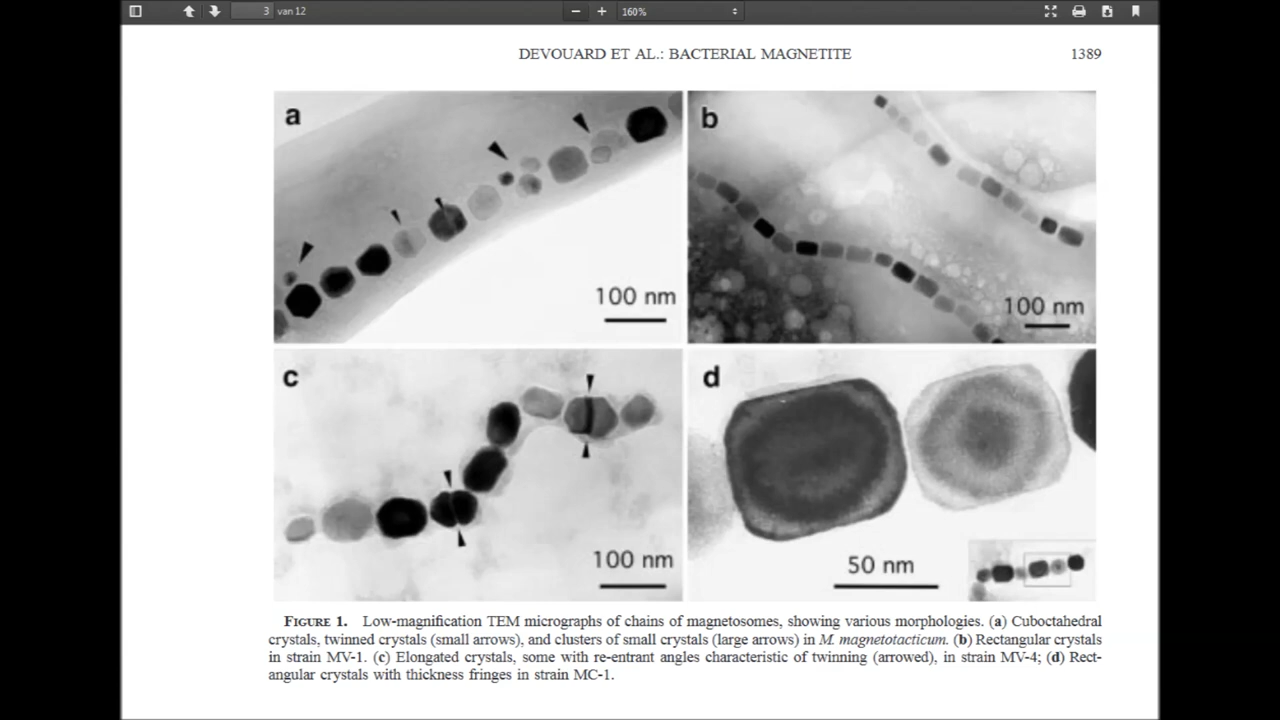 3 van 12
160%
DEVOUARD ET AL.: BACTERIAL MAGNETITE 1389
a
b
100 nm
100 nm
c
d
100 nm
50 nm
FIGURE 1. Low-magnification TEM micrographs of chains of magnetosomes, showing various morphologies. (a) Cuboctahedral
crystals, twinned crystals (small arrows), and clusters of small crystals (large arrows) in M. magnetotacticum. (b) Rectangular crystals
in strain MV-1. (c) Elongated crystals, some with re-entrant angles characteristic of twinning (arrowed), in strain MV-4; (d) Rect-
angular crystals with thickness fringes in strain MC-1.